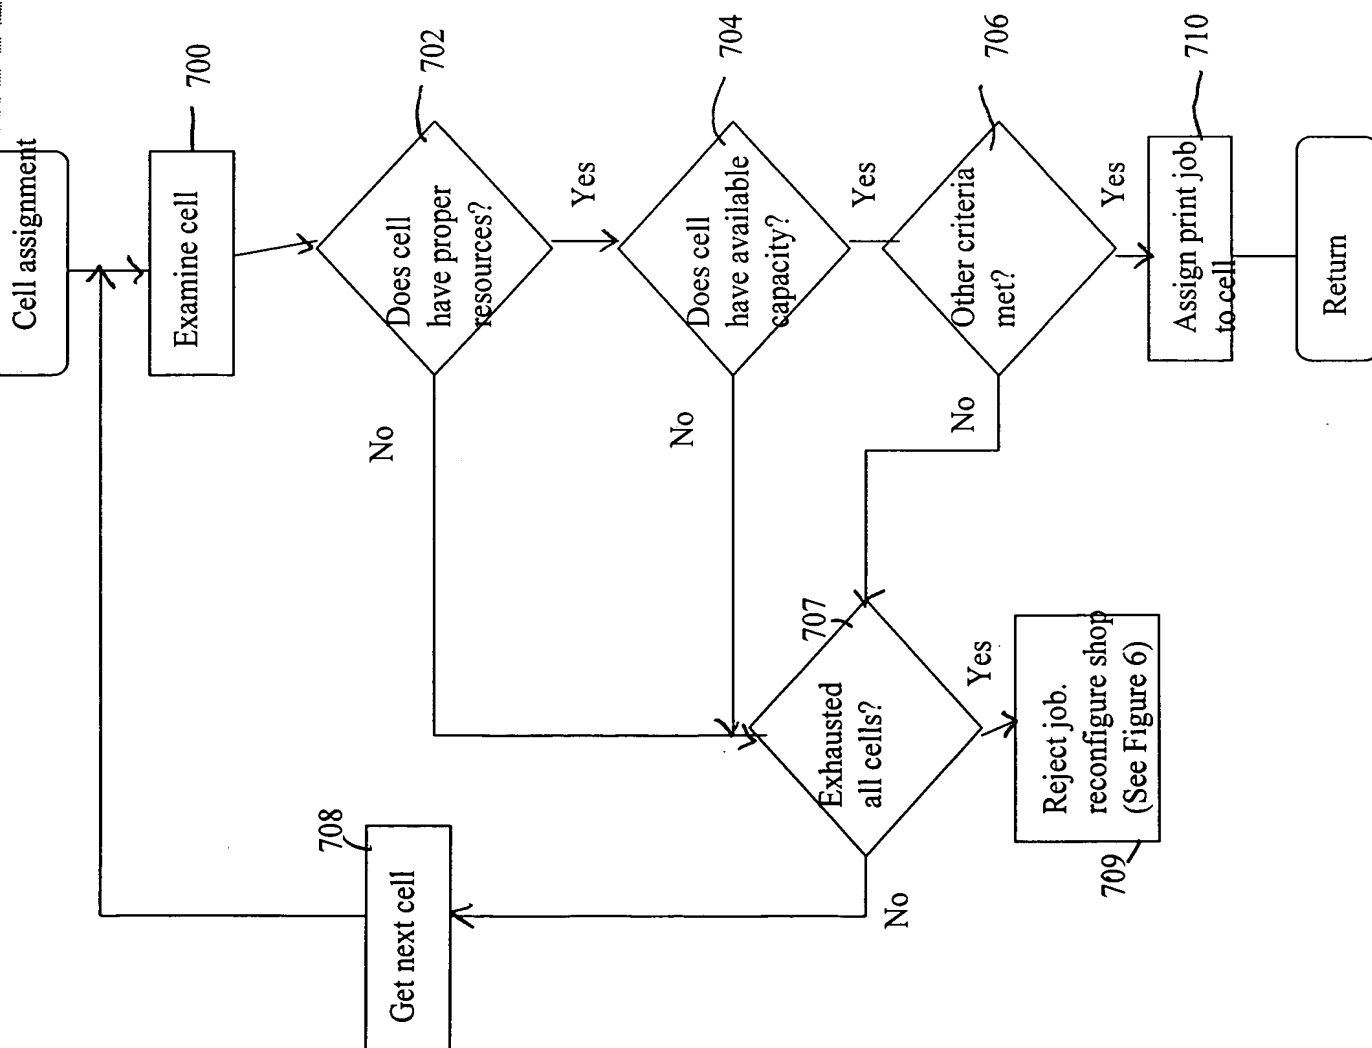 Cell assignment
Examine cell
700
Does cell
have proper
resources?
702
Yes
No
Does cell
have available
capacity?
704
Yes
No
Other criteria
met?
706
Yes
No
Assign print job
to cell
710
Return
Exhausted
all cells?
707
Yes
No
Reject job.
reconfigure shop
(See Figure 6)
709
Get next cell
708